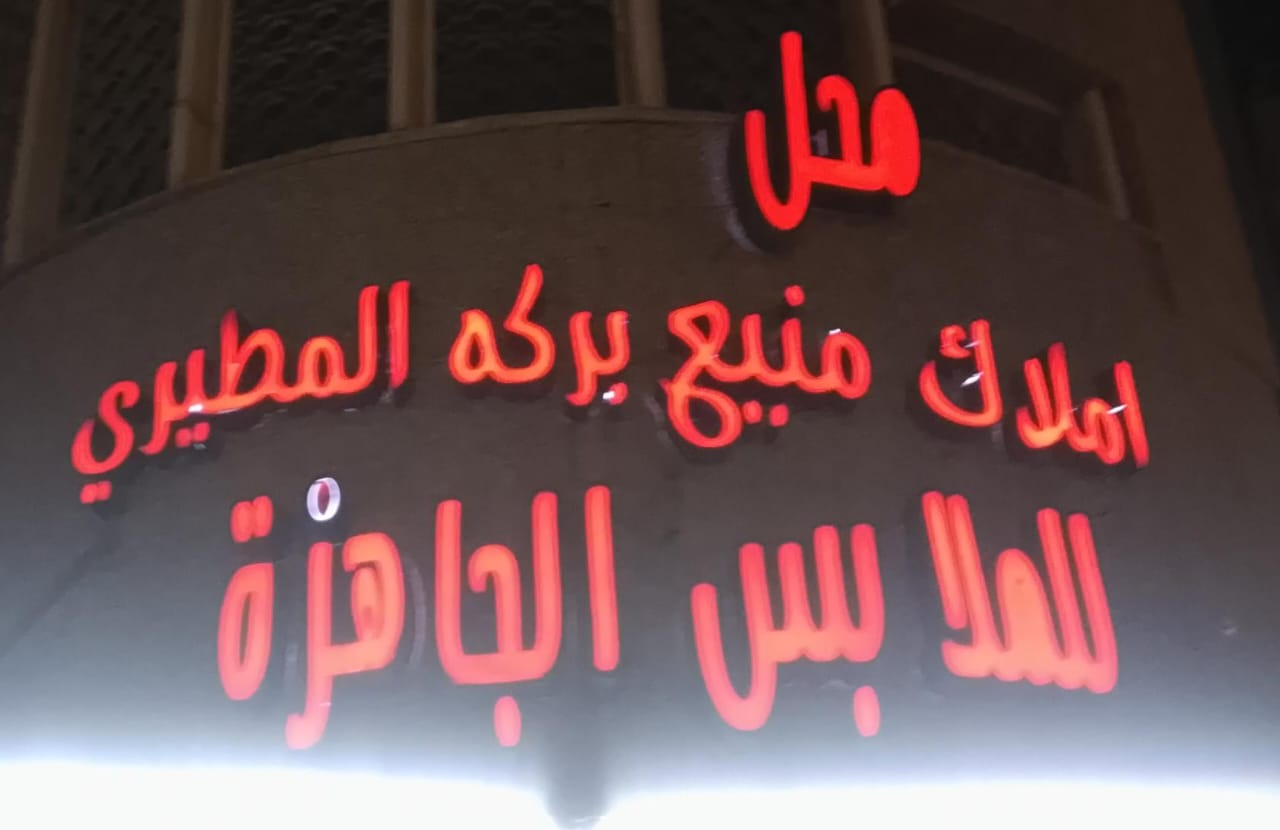 محل
املاك منيع بركه المطيري
للملابس الجاهزة